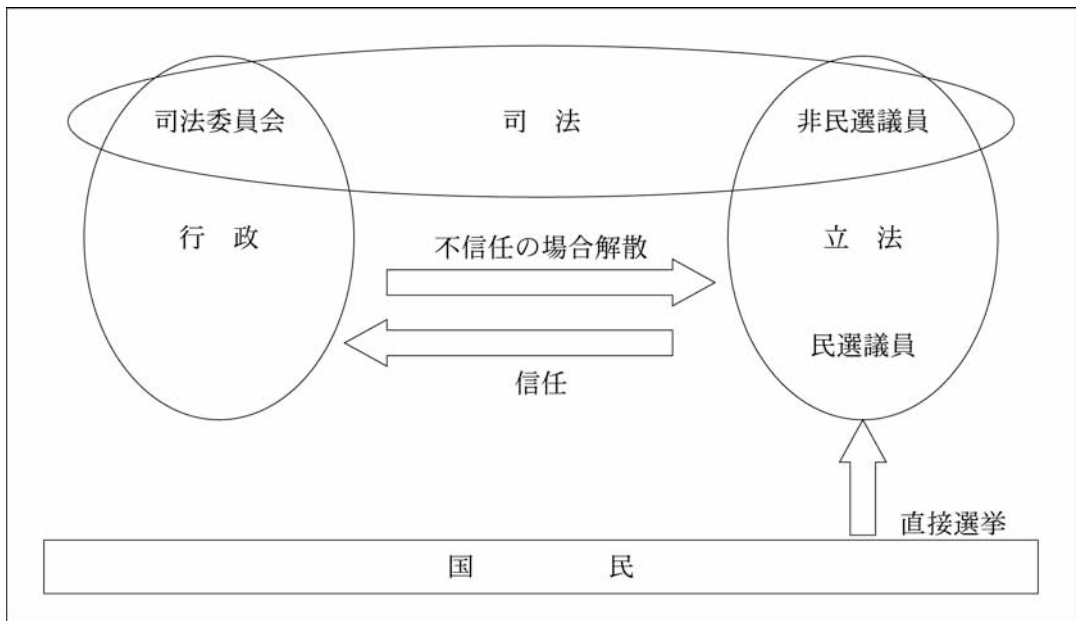 司法委員会
司　法
非民選議員
行　政
不信任の場合解散
立　法
民選議員
信任
直接選挙
国　　　　　民